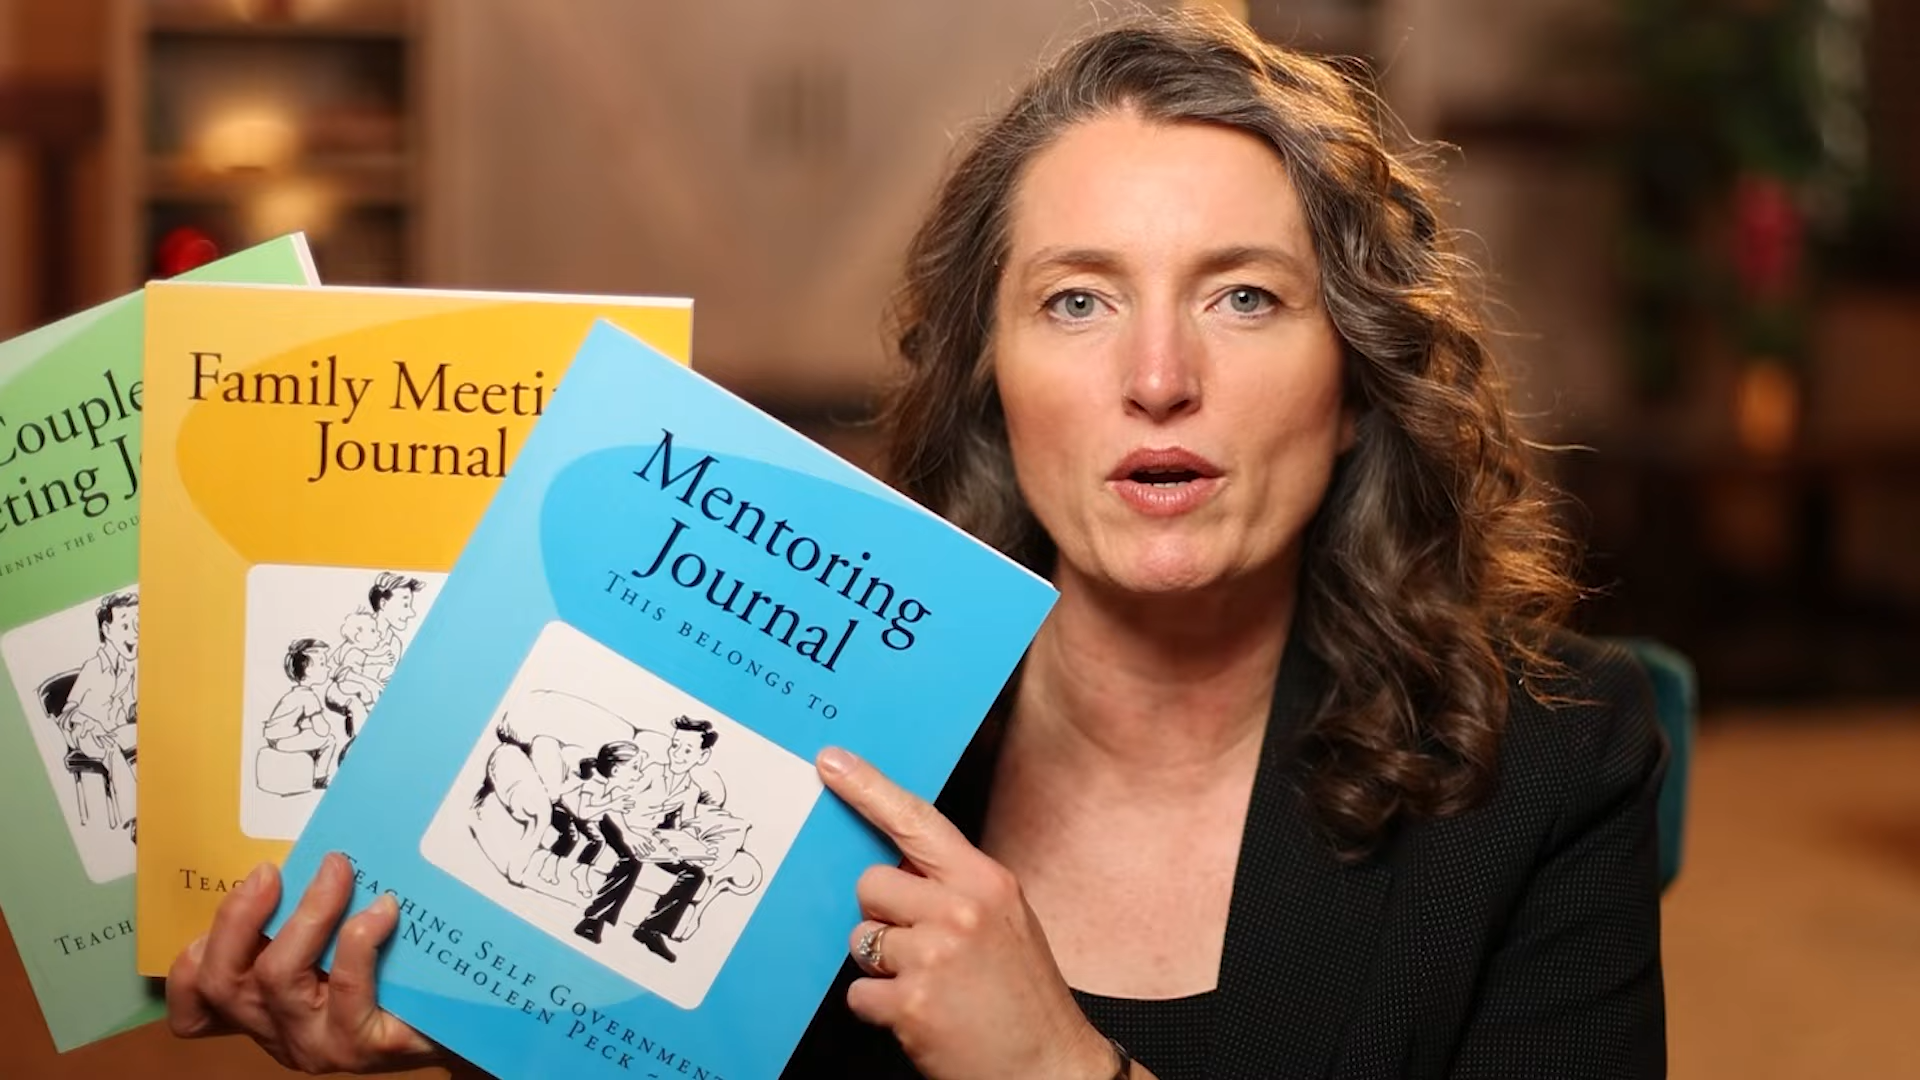 Couple
eting J
ENING THE COU
TEACH
Family Meeti
Journal
TEAC
Mentoring
Journal
THIS BELONGS TO
TEACHING SELF GOVERNMENT
NICHOLEEN PECK ~